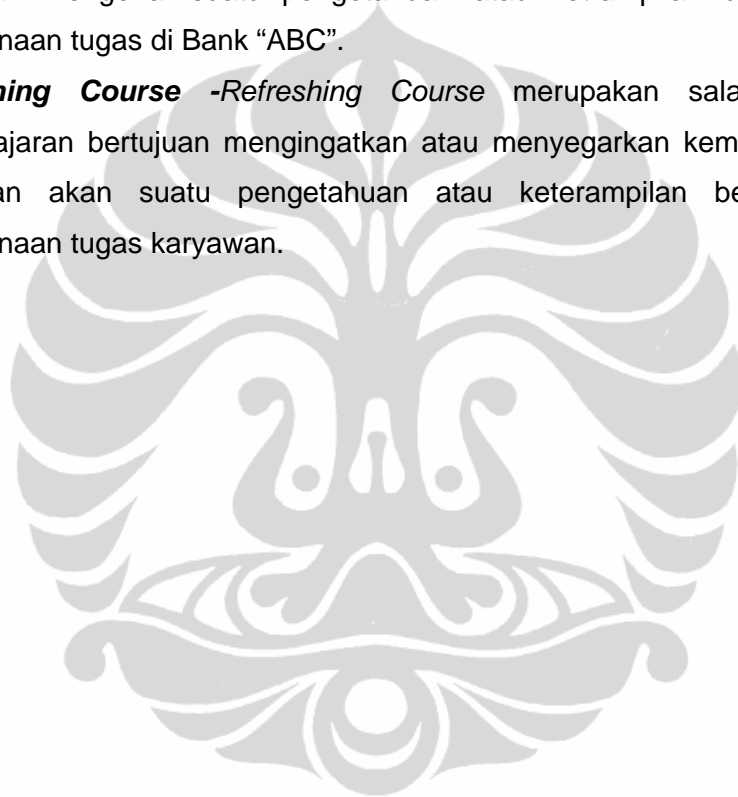 naan tugas di Bank “ABC”.
hing Course -Refreshing Course merupakan sala
ajaran bertujuan mengingatkan atau menyegarkan kem
an akan suatu pengetahuan atau keterampilan be
naan tugas karyawan.